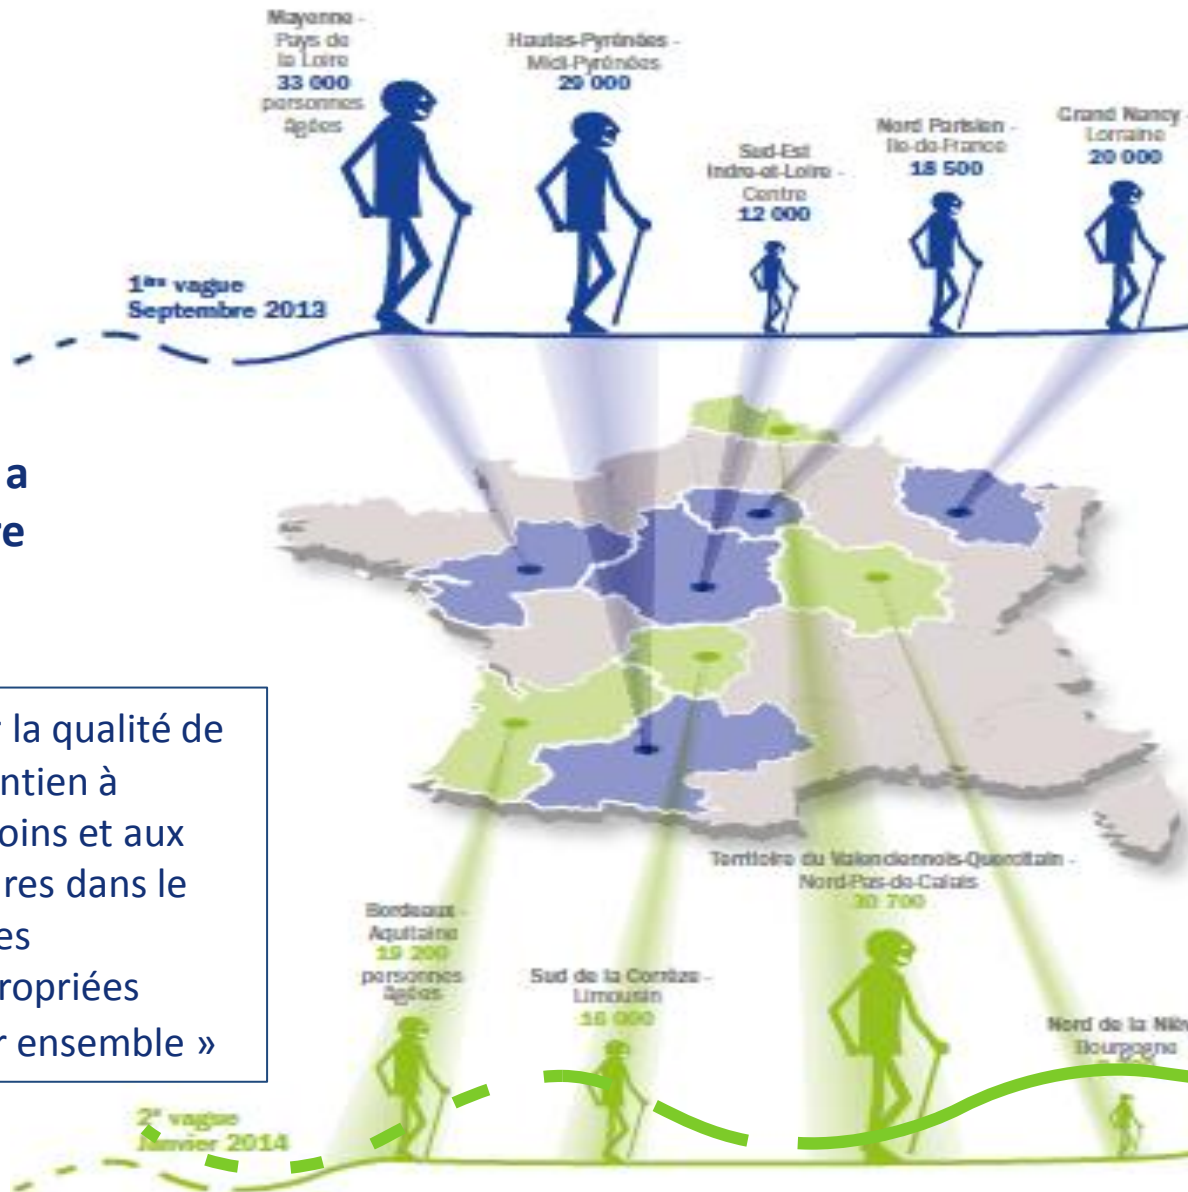 Mayenne -
Pays de
la Loire
33 000
personnes
âgées
Hautes-Pyrénées -
Midi-Pyrénées
29 000
Sud-Est
Indre-et-Loire -
Centre
12 000
Nord Parisien -
Ile-de-France
18 500
Grand Nancy -
Lorraine
20 000
1ère vague
Septembre 2013
a
re
r la qualité de
ntien à
oins et aux
res dans le
es
ropriées
r ensemble »
Territoire du Valenciennois-Quercitain -
Nord-Pas-de-Calais
30 700
Bordeaux -
Aquitaine
19 200
personnes
âgées
Sud de la Corrèze -
Limousin
16 000
Nord de la Nièv
Bourgogne
2e vague
Janvier 2014